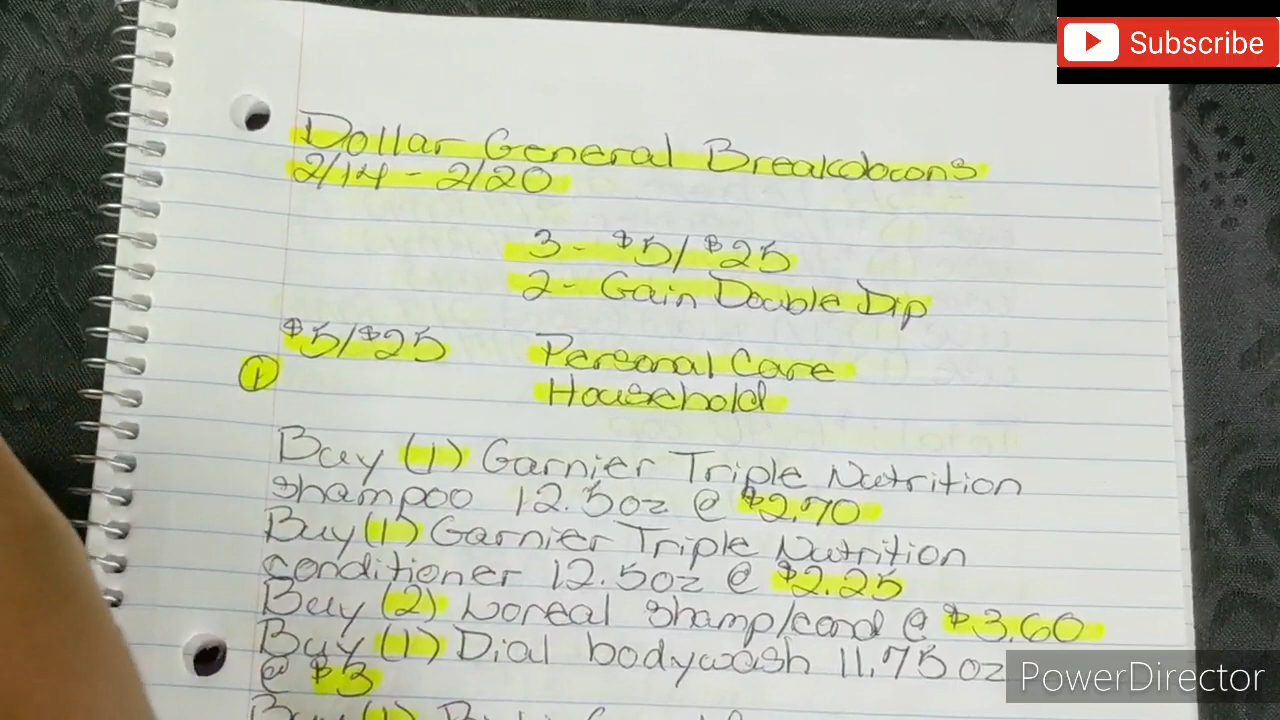 Subscribe
Dollar General Breakdowns
2/14 - 2/20
3 - $5/$25
2 - Gain Double Dip
$5/$25 Personal Care
1 Household
Buy (1) Garnier Triple Nutrition
shampoo 12.5oz @ $2.70
Buy (1) Garnier Triple Nutrition
conditioner 12.5oz @ $2.25
Buy (2) Loreal shamp/cond @ $3.60
Buy (1) Dial bodywash 11.75oz
@ $3
Buy (1)
PowerDirector